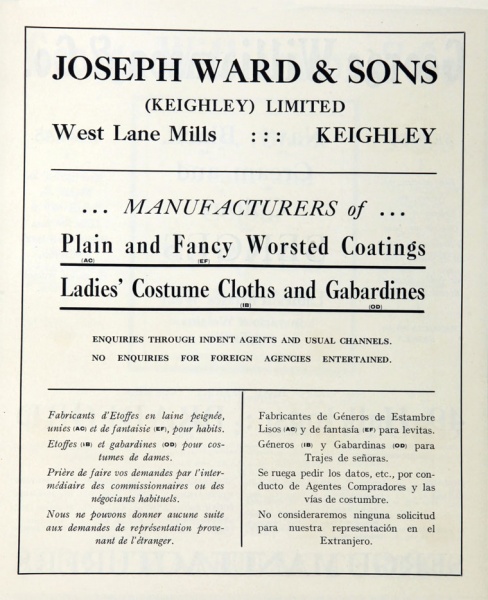 JOSEPH WARD & SONS
(KEIGHLEY) LIMITED
West Lane Mills : : : KEIGHLEY
... MANUFACTURERS of ...
Plain and Fancy Worsted Coatings
(AC) (EF)
Ladies' Costume Cloths and Gabardines
(IB) (OD)
ENQUIRIES THROUGH INDENT AGENTS AND USUAL CHANNELS.
NO ENQUIRIES FOR FOREIGN AGENCIES ENTERTAINED.
Fabricants d'Etoffes en laine peignée,
unies (AC) et de fantaisie (EF), pour habits.
Etoffes (IB) et gabardines (OD) pour cos-
tumes de dames.
Prière de faire vos demandes par l'inter-
médiaire des commissionnaires ou des
négociants habituels.
Nous ne pouvons donner aucune suite
aux demandes de représentation prove-
nant de l'étranger.
Fabricantes de Géneros de Estambre
Lisos (AC) y de fantasía (EF) para levitas.
Géneros (IB) y Gabardinas (OD) para
Trajes de señoras.
Se ruega pedir los datos, etc., por con-
ducto de Agentes Compradores y las
vías de costumbre.
No consideraremos ninguna solicitud
para nuestra representación en el
Extranjero.